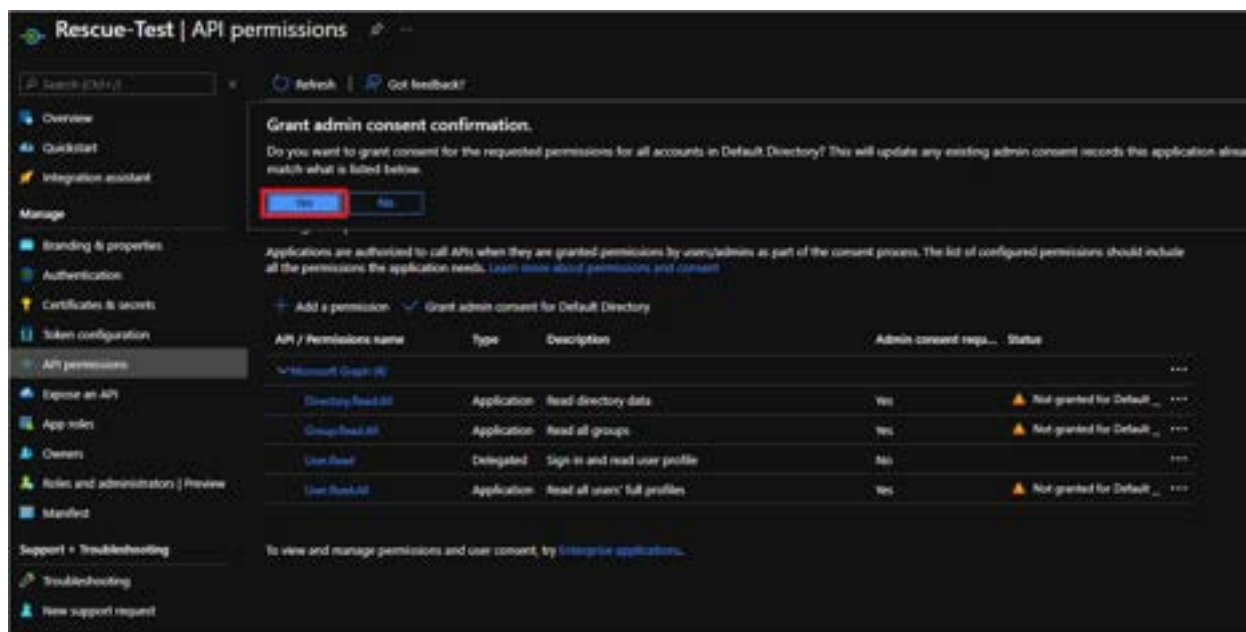 Rescue-Test | API permissions
Search (Ctrl+/)
Refresh | Got feedback?
Overview
Quickstart
Integration assistant
Manage
Branding & properties
Authentication
Certificates & secrets
Token configuration
API permissions
Expose an API
App roles
Owners
Roles and administrators | Preview
Manifest
Support + Troubleshooting
Troubleshooting
New support request
Grant admin consent confirmation.
Do you want to grant consent for the requested permissions for all accounts in Default Directory? This will update any existing admin consent records this application alrea
match what is listed below.
Yes No
Applications are authorized to call APIs when they are granted permissions by users/admins as part of the consent process. The list of configured permissions should include
all the permissions the application needs. Learn more about permissions and consent
Add a permission Grant admin consent for Default Directory
API / Permissions name Type Description Admin consent requ... Status
Microsoft Graph (4)
Directory.Read.All Application Read directory data Yes Not granted for Default ...
Group.Read.All Application Read all groups Yes Not granted for Default ...
User.Read Delegated Sign in and read user profile No
User.Read.All Application Read all users' full profiles Yes Not granted for Default ...
To view and manage permissions and user consent, try Enterprise applications.